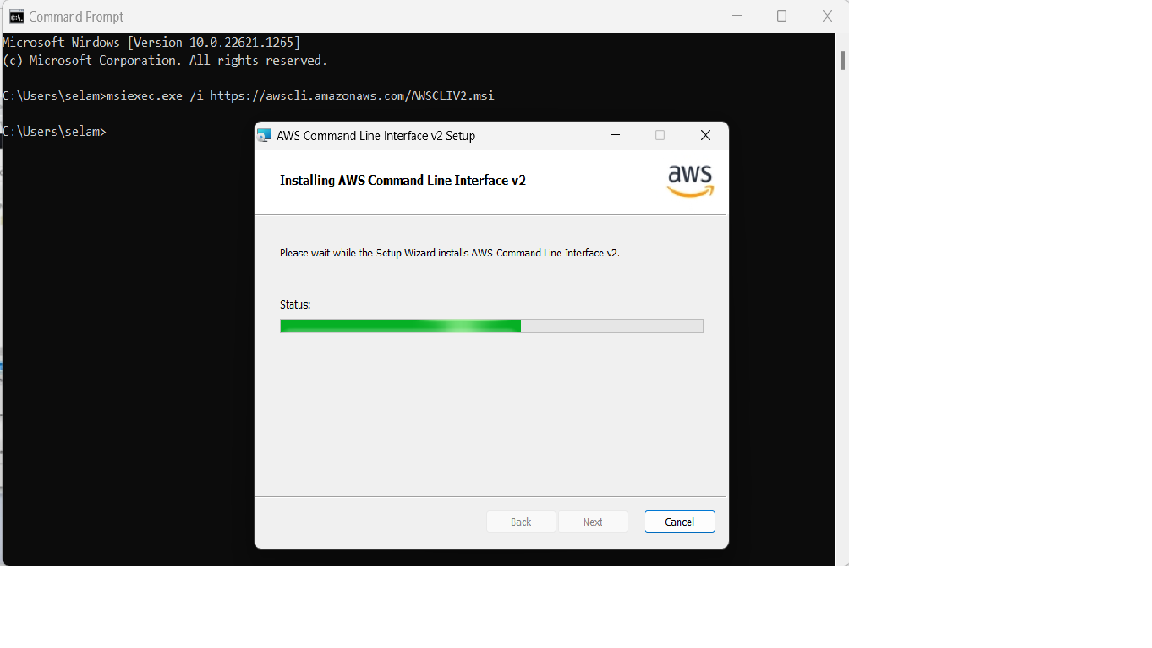 Command Prompt
Microsoft Windows [Version 10.0.22621.1265]
(c) Microsoft Corporation. All rights reserved.
C:\Users\selam>msiexec.exe /i https://awscli.amazonaws.com/AWSCLIV2.msi
C:\Users\selam>
AWS Command Line Interface v2 Setup
Installing AWS Command Line Interface v2
aws
Please wait while the Setup Wizard installs AWS Command Line Interface v2.
Status:
Back Next Cancel